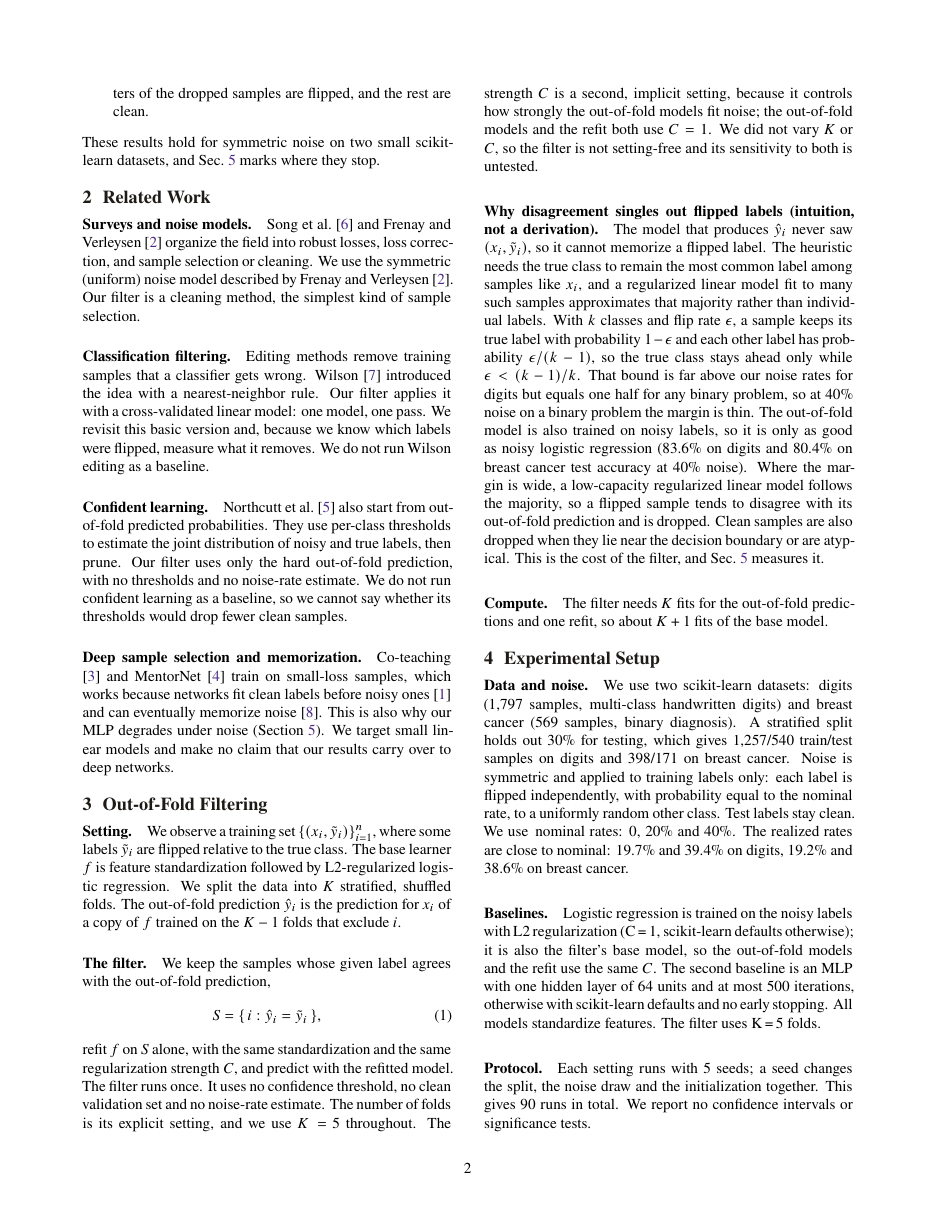 ters of the dropped samples are flipped, and the rest are
clean.
These results hold for symmetric noise on two small scikit-
learn datasets, and Sec. 5 marks where they stop.
2 Related Work
Surveys and noise models. Song et al. [6] and Frenay and
Verleysen [2] organize the field into robust losses, loss correc-
tion, and sample selection or cleaning. We use the symmetric
(uniform) noise model described by Frenay and Verleysen [2].
Our filter is a cleaning method, the simplest kind of sample
selection.
Classification filtering. Editing methods remove training
samples that a classifier gets wrong. Wilson [7] introduced
the idea with a nearest-neighbor rule. Our filter applies it
with a cross-validated linear model: one model, one pass. We
revisit this basic version and, because we know which labels
were flipped, measure what it removes. We do not run Wilson
editing as a baseline.
Confident learning. Northcutt et al. [5] also start from out-
of-fold predicted probabilities. They use per-class thresholds
to estimate the joint distribution of noisy and true labels, then
prune. Our filter uses only the hard out-of-fold prediction,
with no thresholds and no noise-rate estimate. We do not run
confident learning as a baseline, so we cannot say whether its
thresholds would drop fewer clean samples.
Deep sample selection and memorization. Co-teaching
[3] and MentorNet [4] train on small-loss samples, which
works because networks fit clean labels before noisy ones [1]
and can eventually memorize noise [8]. This is also why our
MLP degrades under noise (Section 5). We target small lin-
ear models and make no claim that our results carry over to
deep networks.
3 Out-of-Fold Filtering
Setting. We observe a training set {(xᵢ, ỹᵢ)}ⁿᵢ₌₁, where some
labels ỹᵢ are flipped relative to the true class. The base learner
f is feature standardization followed by L2-regularized logis-
tic regression. We split the data into K stratified, shuffled
folds. The out-of-fold prediction ŷᵢ is the prediction for xᵢ of
a copy of f trained on the K − 1 folds that exclude i.
The filter. We keep the samples whose given label agrees
with the out-of-fold prediction,
S = { i : ŷᵢ = ỹᵢ }, (1)
refit f on S alone, with the same standardization and the same
regularization strength C, and predict with the refitted model.
The filter runs once. It uses no confidence threshold, no clean
validation set and no noise-rate estimate. The number of folds
is its explicit setting, and we use K = 5 throughout. The
strength C is a second, implicit setting, because it controls
how strongly the out-of-fold models fit noise; the out-of-fold
models and the refit both use C = 1. We did not vary K or
C, so the filter is not setting-free and its sensitivity to both is
untested.
Why disagreement singles out flipped labels (intuition,
not a derivation). The model that produces ŷᵢ never saw
(xᵢ, ỹᵢ), so it cannot memorize a flipped label. The heuristic
needs the true class to remain the most common label among
samples like xᵢ, and a regularized linear model fit to many
such samples approximates that majority rather than individ-
ual labels. With k classes and flip rate ϵ, a sample keeps its
true label with probability 1 − ϵ and each other label has prob-
ability ϵ/(k − 1), so the true class stays ahead only while
ϵ < (k − 1)/k. That bound is far above our noise rates for
digits but equals one half for any binary problem, so at 40%
noise on a binary problem the margin is thin. The out-of-fold
model is also trained on noisy labels, so it is only as good
as noisy logistic regression (83.6% on digits and 80.4% on
breast cancer test accuracy at 40% noise). Where the mar-
gin is wide, a low-capacity regularized linear model follows
the majority, so a flipped sample tends to disagree with its
out-of-fold prediction and is dropped. Clean samples are also
dropped when they lie near the decision boundary or are atyp-
ical. This is the cost of the filter, and Sec. 5 measures it.
Compute. The filter needs K fits for the out-of-fold predic-
tions and one refit, so about K + 1 fits of the base model.
4 Experimental Setup
Data and noise. We use two scikit-learn datasets: digits
(1,797 samples, multi-class handwritten digits) and breast
cancer (569 samples, binary diagnosis). A stratified split
holds out 30% for testing, which gives 1,257/540 train/test
samples on digits and 398/171 on breast cancer. Noise is
symmetric and applied to training labels only: each label is
flipped independently, with probability equal to the nominal
rate, to a uniformly random other class. Test labels stay clean.
We use nominal rates: 0, 20% and 40%. The realized rates
are close to nominal: 19.7% and 39.4% on digits, 19.2% and
38.6% on breast cancer.
Baselines. Logistic regression is trained on the noisy labels
with L2 regularization (C = 1, scikit-learn defaults otherwise);
it is also the filter's base model, so the out-of-fold models
and the refit use the same C. The second baseline is an MLP
with one hidden layer of 64 units and at most 500 iterations,
otherwise with scikit-learn defaults and no early stopping. All
models standardize features. The filter uses K = 5 folds.
Protocol. Each setting runs with 5 seeds; a seed changes
the split, the noise draw and the initialization together. This
gives 90 runs in total. We report no confidence intervals or
significance tests.
2